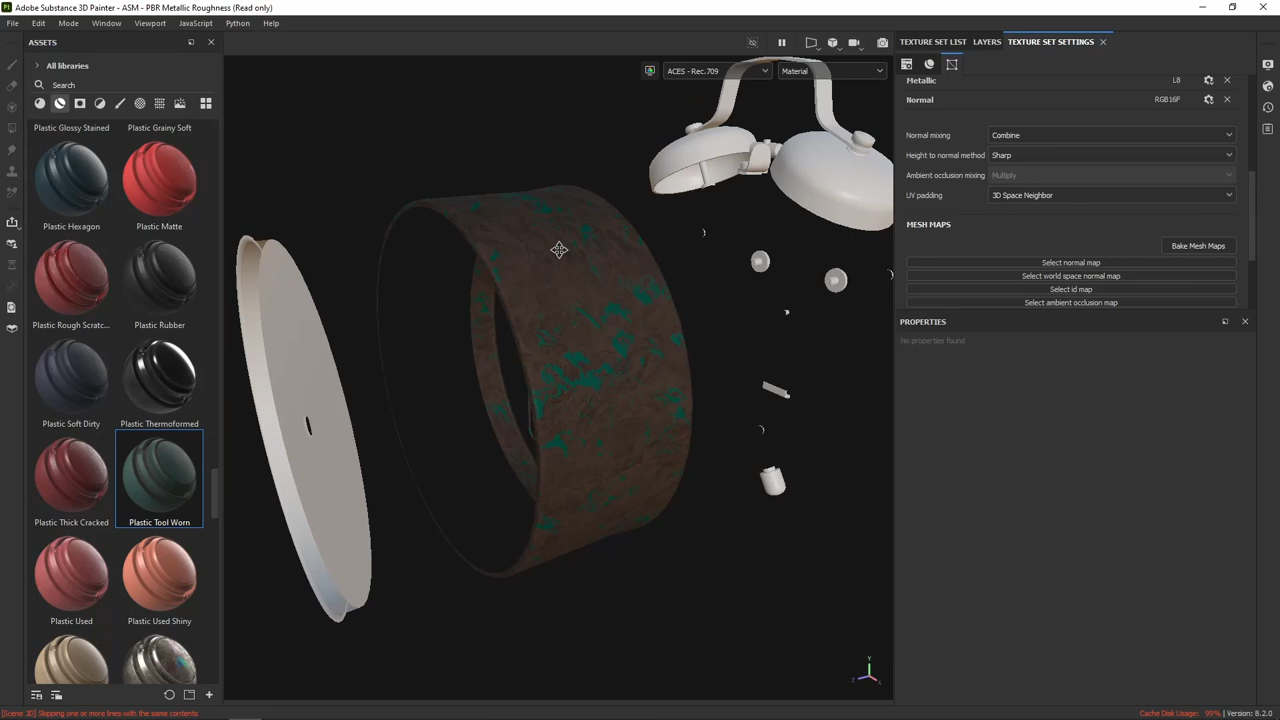 Adobe Substance 3D Painter - ASM - PBR Metallic Roughness (Read only)
File Edit Mode Window Viewport JavaScript Python Help
ASSETS
All libraries
Search
Plastic Glossy Stained Plastic Grainy Soft
Plastic Hexagon Plastic Matte
Plastic Rough Scratc... Plastic Rubber
Plastic Soft Dirty Plastic Thermoformed
Plastic Thick Cracked Plastic Tool Worn
Plastic Used Plastic Used Shiny
ACES - Rec.709 Material
Y
Z X
TEXTURE SET LIST LAYERS TEXTURE SET SETTINGS
Metallic L8
Normal RGB16F
Normal mixing Combine
Height to normal method Sharp
Ambient occlusion mixing Multiply
UV padding 3D Space Neighbor
MESH MAPS
Bake Mesh Maps
Select normal map
Select world space normal map
Select id map
Select ambient occlusion map
PROPERTIES
No properties found
[Scene 3D] Skipping one or more lines with the same contents
Cache Disk Usage: 99% | Version: 8.2.0